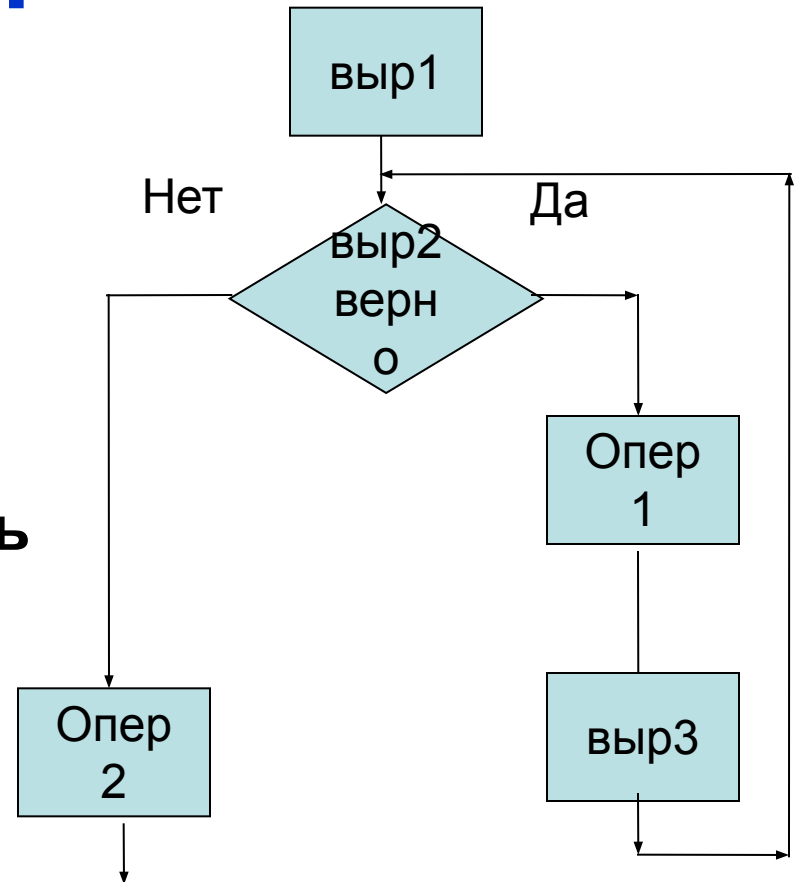 выр1
Нет
Да
выр2
верн
о
Опер
1
ь
Опер
2
выр3